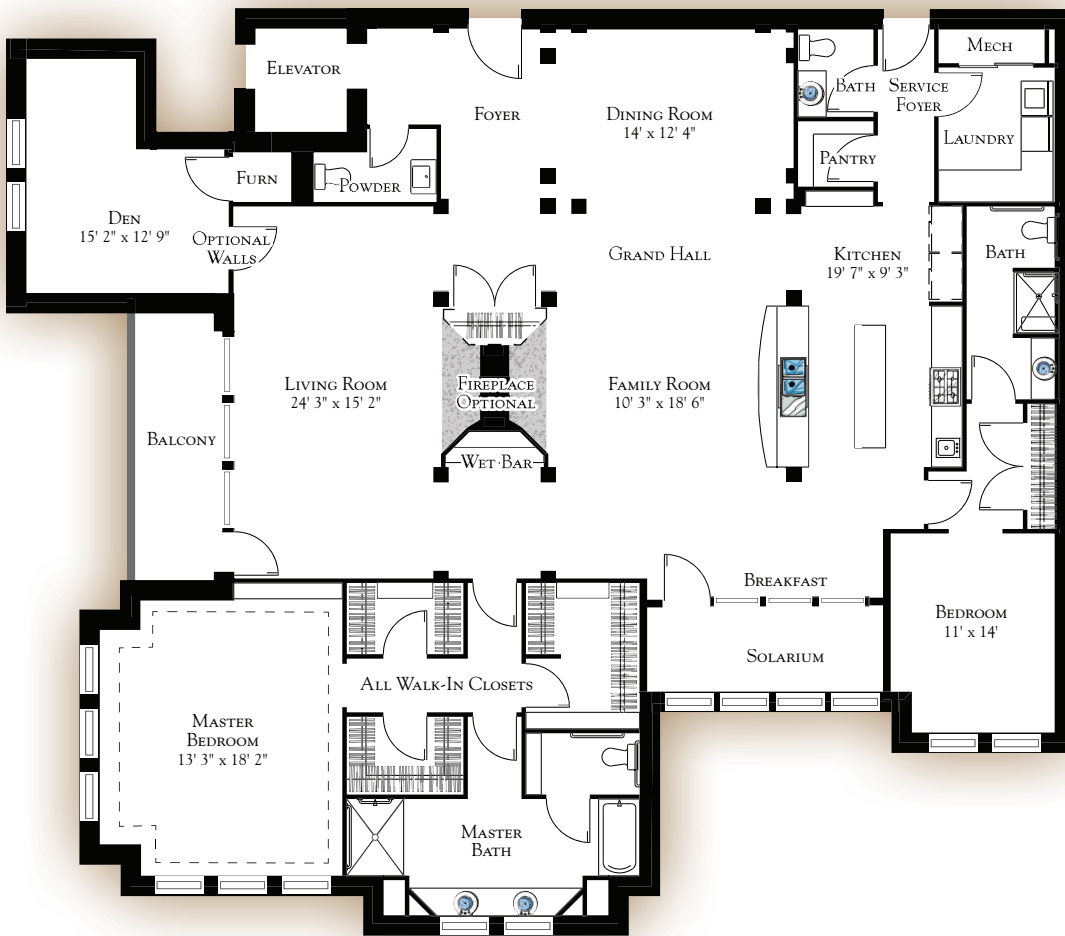 MECH
ELEVATOR
BATH
SERVICE
FOYER
FOYER
DINING ROOM
14' x 12' 4"
LAUNDRY
PANTRY
FURN
POWDER
DEN
15' 2" x 12' 9"
OPTIONAL
WALLS
GRAND HALL
KITCHEN
19' 7" x 9' 3"
BATH
LIVING ROOM
24' 3" x 15' 2"
FIREPLACE
OPTIONAL
FAMILY ROOM
10' 3" x 18' 6"
BALCONY
WET BAR
BREAKFAST
BEDROOM
11' x 14'
SOLARIUM
ALL WALK-IN CLOSETS
MASTER
BEDROOM
13' 3" x 18' 2"
MASTER
BATH